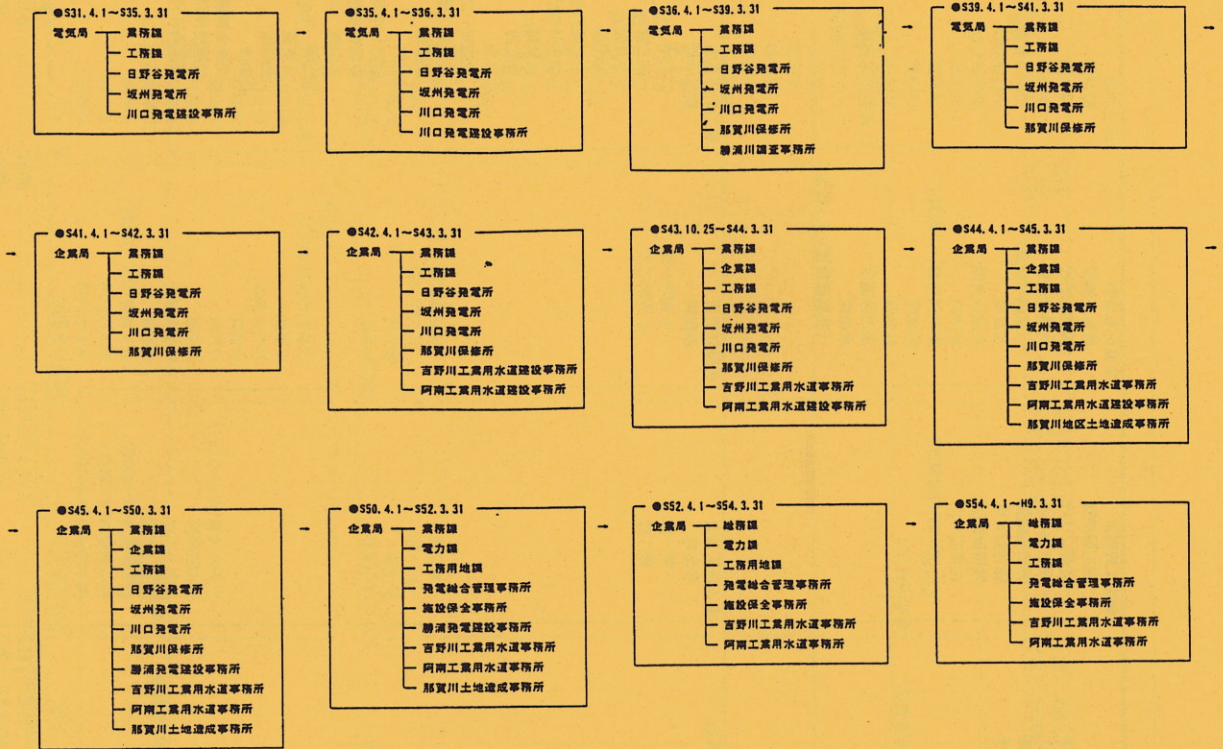 ●S31.4.1～S35.3.31
電気局 業務課
工務課
日野谷発電所
坂州発電所
川口発電建設事務所
●S35.4.1～S36.3.31
電気局 業務課
工務課
日野谷発電所
坂州発電所
川口発電所
川口発電建設事務所
●S36.4.1～S39.3.31
電気局 業務課
工務課
日野谷発電所
坂州発電所
川口発電所
那賀川保修所
勝浦川調査事務所
●S39.4.1～S41.3.31
電気局 業務課
工務課
日野谷発電所
坂州発電所
川口発電所
那賀川保修所
●S41.4.1～S42.3.31
企業局 業務課
工務課
日野谷発電所
坂州発電所
川口発電所
那賀川保修所
●S42.4.1～S43.3.31
企業局 業務課
工務課
日野谷発電所
坂州発電所
川口発電所
那賀川保修所
吉野川工業用水道建設事務所
阿南工業用水道建設事務所
●S43.10.25～S44.3.31
企業局 業務課
企業課
工務課
日野谷発電所
坂州発電所
川口発電所
那賀川保修所
吉野川工業用水道事務所
阿南工業用水道建設事務所
●S44.4.1～S45.3.31
企業局 業務課
企業課
工務課
日野谷発電所
坂州発電所
川口発電所
那賀川保修所
吉野川工業用水道事務所
阿南工業用水道建設事務所
那賀川地区土地造成事務所
●S45.4.1～S50.3.31
企業局 業務課
企業課
工務課
日野谷発電所
坂州発電所
川口発電所
那賀川保修所
勝浦発電建設事務所
吉野川工業用水道事務所
阿南工業用水道事務所
那賀川土地造成事務所
●S50.4.1～S52.3.31
企業局 業務課
電力課
工務用地課
発電総合管理事務所
施設保全事務所
勝浦発電建設事務所
吉野川工業用水道事務所
阿南工業用水道事務所
那賀川土地造成事務所
●S52.4.1～S54.3.31
企業局 総務課
電力課
工務用地課
発電総合管理事務所
施設保全事務所
吉野川工業用水道事務所
阿南工業用水道事務所
●S54.4.1～H9.3.31
企業局 総務課
電力課
工務課
発電総合管理事務所
施設保全事務所
吉野川工業用水道事務所
阿南工業用水道事務所